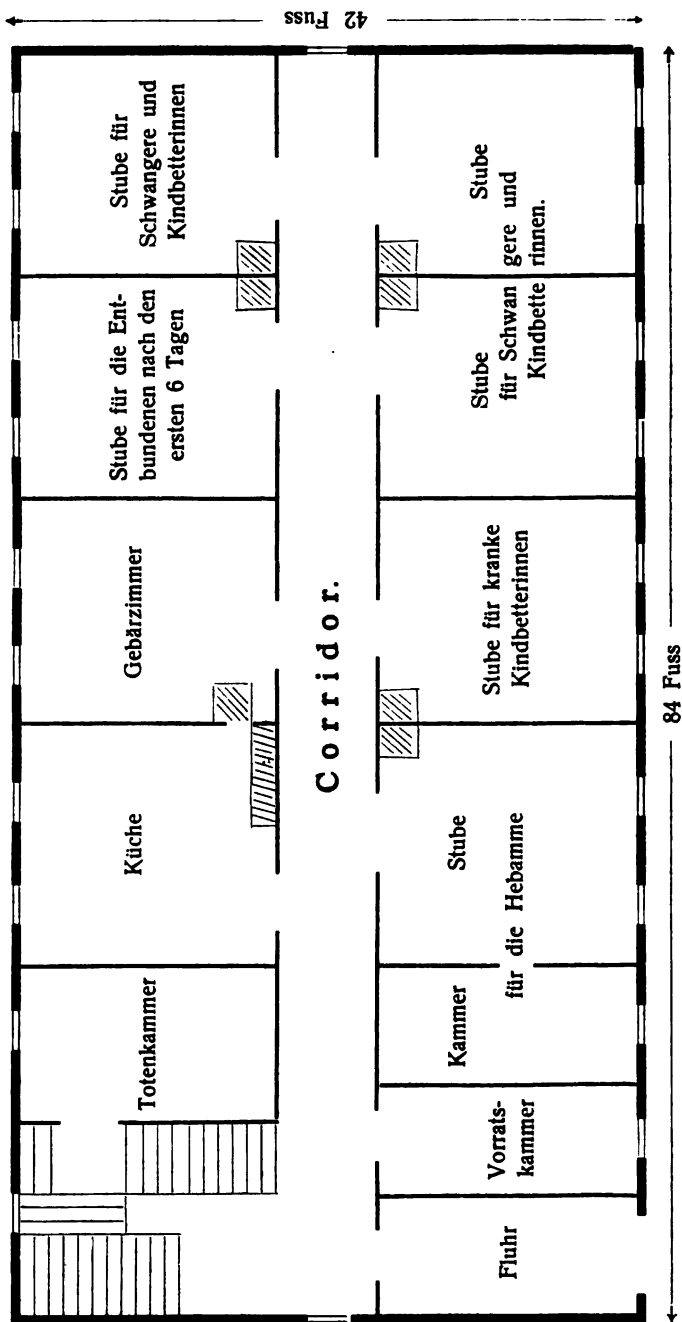 Totenkammer
Küche
Gebärzimmer
Stube für die Ent-
bundenen nach den
ersten 6 Tagen
Stube für
Schwangere und
Kindbetterinnen
42 Fuss
Corridor.
Fluhr
Vorrats-
kammer
Kammer
Stube
für die Hebamme
Stube für kranke
Kindbetterinnen
Stube Stube
für Schwan gere und
Kindbette rinnen.
84 Fuss